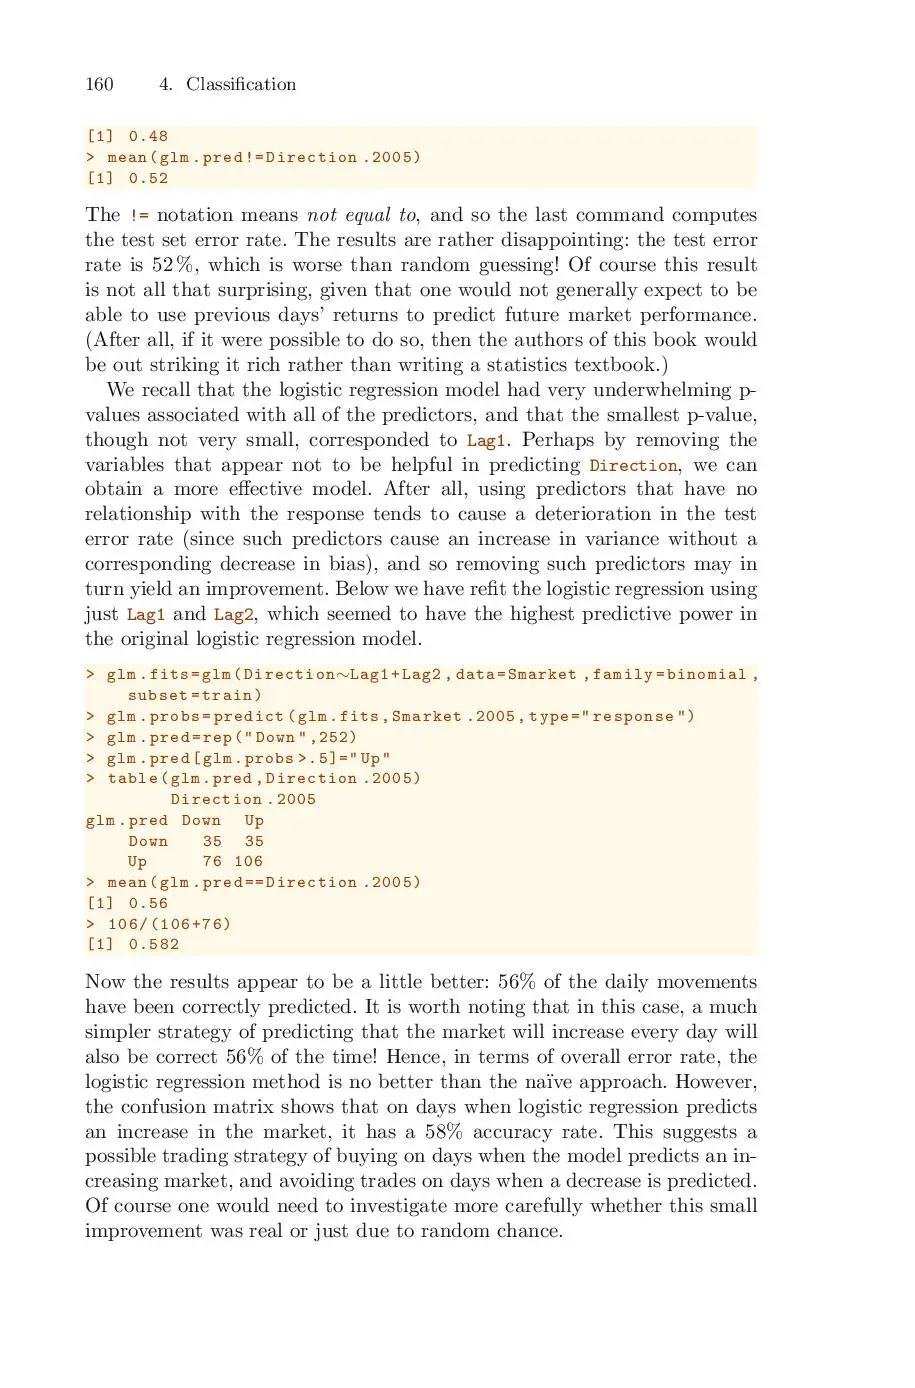 160 4. Classification
[1] 0.48
> mean(glm.pred!=Direction.2005)
[1] 0.52
The != notation means not equal to, and so the last command computes
the test set error rate. The results are rather disappointing: the test error
rate is 52 %, which is worse than random guessing! Of course this result
is not all that surprising, given that one would not generally expect to be
able to use previous days’ returns to predict future market performance.
(After all, if it were possible to do so, then the authors of this book would
be out striking it rich rather than writing a statistics textbook.)
We recall that the logistic regression model had very underwhelming p-
values associated with all of the predictors, and that the smallest p-value,
though not very small, corresponded to Lag1. Perhaps by removing the
variables that appear not to be helpful in predicting Direction, we can
obtain a more effective model. After all, using predictors that have no
relationship with the response tends to cause a deterioration in the test
error rate (since such predictors cause an increase in variance without a
corresponding decrease in bias), and so removing such predictors may in
turn yield an improvement. Below we have refit the logistic regression using
just Lag1 and Lag2, which seemed to have the highest predictive power in
the original logistic regression model.
> glm.fits=glm(Direction~Lag1+Lag2,data=Smarket,family=binomial,
subset=train)
> glm.probs=predict(glm.fits,Smarket.2005,type="response")
> glm.pred=rep("Down",252)
> glm.pred[glm.probs>.5]="Up"
> table(glm.pred,Direction.2005)
Direction.2005
glm.pred Down Up
Down 35 35
Up 76 106
> mean(glm.pred==Direction.2005)
[1] 0.56
> 106/(106+76)
[1] 0.582
Now the results appear to be a little better: 56% of the daily movements
have been correctly predicted. It is worth noting that in this case, a much
simpler strategy of predicting that the market will increase every day will
also be correct 56% of the time! Hence, in terms of overall error rate, the
logistic regression method is no better than the naïve approach. However,
the confusion matrix shows that on days when logistic regression predicts
an increase in the market, it has a 58% accuracy rate. This suggests a
possible trading strategy of buying on days when the model predicts an in-
creasing market, and avoiding trades on days when a decrease is predicted.
Of course one would need to investigate more carefully whether this small
improvement was real or just due to random chance.